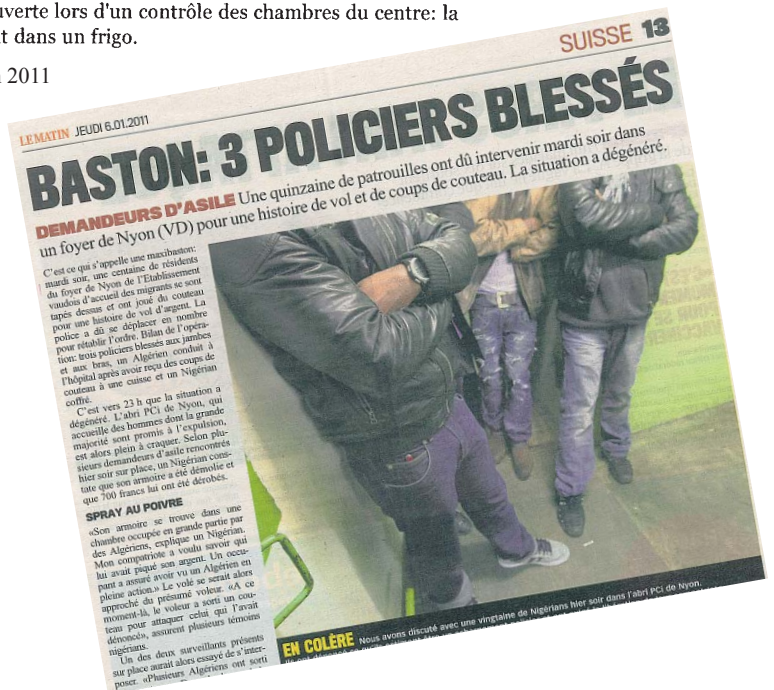 uverte lors d'un contrôle des chambres du centre: la
t dans un frigo.
2011
SUISSE 13
LE MATIN JEUDI 6.01.2011
BASTON: 3 POLICIERS BLESSÉS
DEMANDEURS D'ASILE Une quinzaine de patrouilles ont dû intervenir mardi soir dans
un foyer de Nyon (VD) pour une histoire de vol et de coups de couteau. La situation a dégénéré.
C'est ce qui s'appelle une maxibaston:
mardi soir, une centaine de résidents
du foyer de Nyon de l'Etablissement
vaudois d'accueil des migrants se sont
tapés dessus et ont joué du couteau
pour une histoire de vol d'argent. La
police a dû se déplacer en nombre
pour rétablir l'ordre. Bilan de l'opéra-
tion: trois policiers blessés aux jambes
et aux bras, un Algérien conduit à
l'hôpital après avoir reçu des coups de
couteau à une cuisse et un Nigérian
coffré.
C'est vers 23 h que la situation a
dégénéré. L'abri PCi de Nyon, qui
accueille des hommes dont la grande
majorité sont promis à l'expulsion,
est alors plein à craquer. Selon plu-
sieurs demandeurs d'asile rencontrés
hier soir sur place, un Nigérian cons-
tate que son armoire a été démolie et
que 700 francs lui ont été dérobés.
SPRAY AU POIVRE
«Son armoire se trouve dans une
chambre occupée en grande partie par
des Algériens, explique un Nigérian.
Mon compatriote a voulu savoir qui
lui avait piqué son argent. Un occu-
pant a assuré avoir vu un Algérien en
pleine action.» Le volé se serait alors
approché du présumé voleur. «A ce
moment-là, le voleur a sorti un cou-
teau pour attaquer celui qui l'avait
dénoncé», assurent plusieurs témoins
nigérians.
Un des deux surveillants présents
sur place aurait alors essayé de s'inter-
poser. «Plusieurs Algériens ont sorti
EN COLÈRE Nous avons discuté avec une vingtaine de Nigérians hier soir dans l'abri PCi de Nyon.